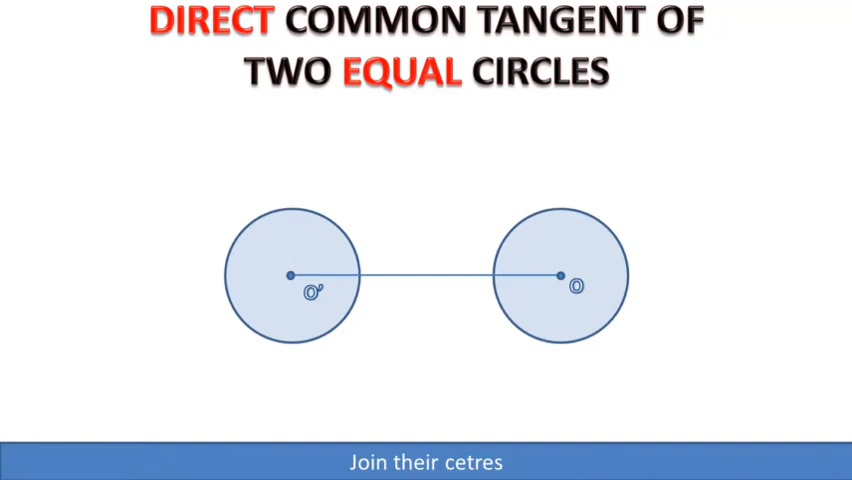 DIRECT COMMON TANGENT OF
TWO EQUAL CIRCLES
O'
O
Join their cetres